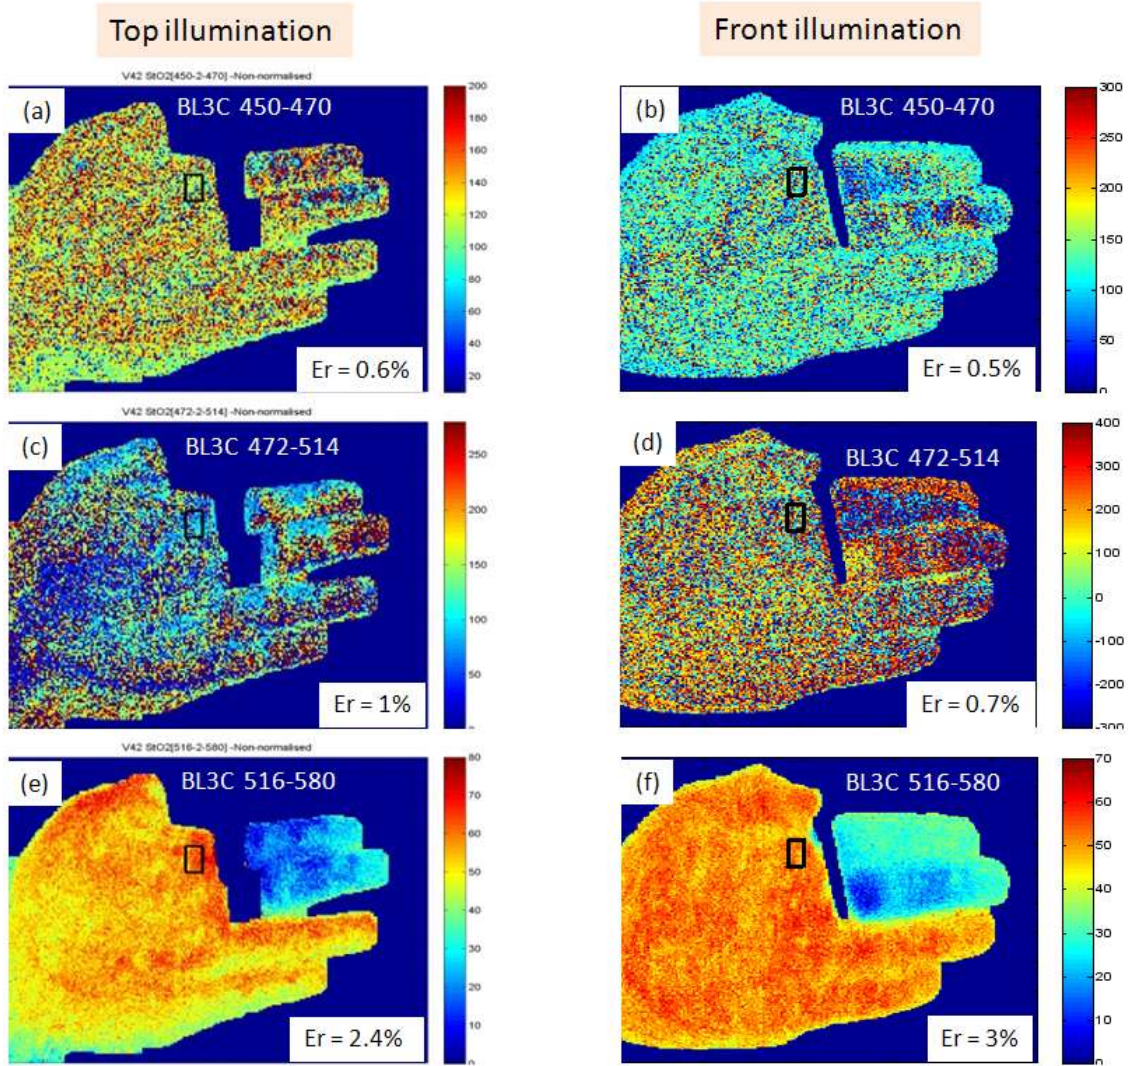 Top illumination
Front illumination
V42 StO2[450-2-470] -Non-normalised
(a)
BL3C 450-470
200
180
160
140
120
100
80
60
40
20
Er = 0.6%
(b)
BL3C 450-470
300
250
200
150
100
50
0
Er = 0.5%
V42 StO2[472-2-514] -Non-normalised
(c)
BL3C 472-514
250
200
150
100
50
0
Er = 1%
(d)
BL3C 472-514
400
300
200
100
0
-100
-200
-300
Er = 0.7%
V42 StO2[516-2-580] -Non-normalised
(e)
BL3C 516-580
80
70
60
50
40
30
20
10
0
Er = 2.4%
(f)
BL3C 516-580
70
60
50
40
30
20
10
0
Er = 3%